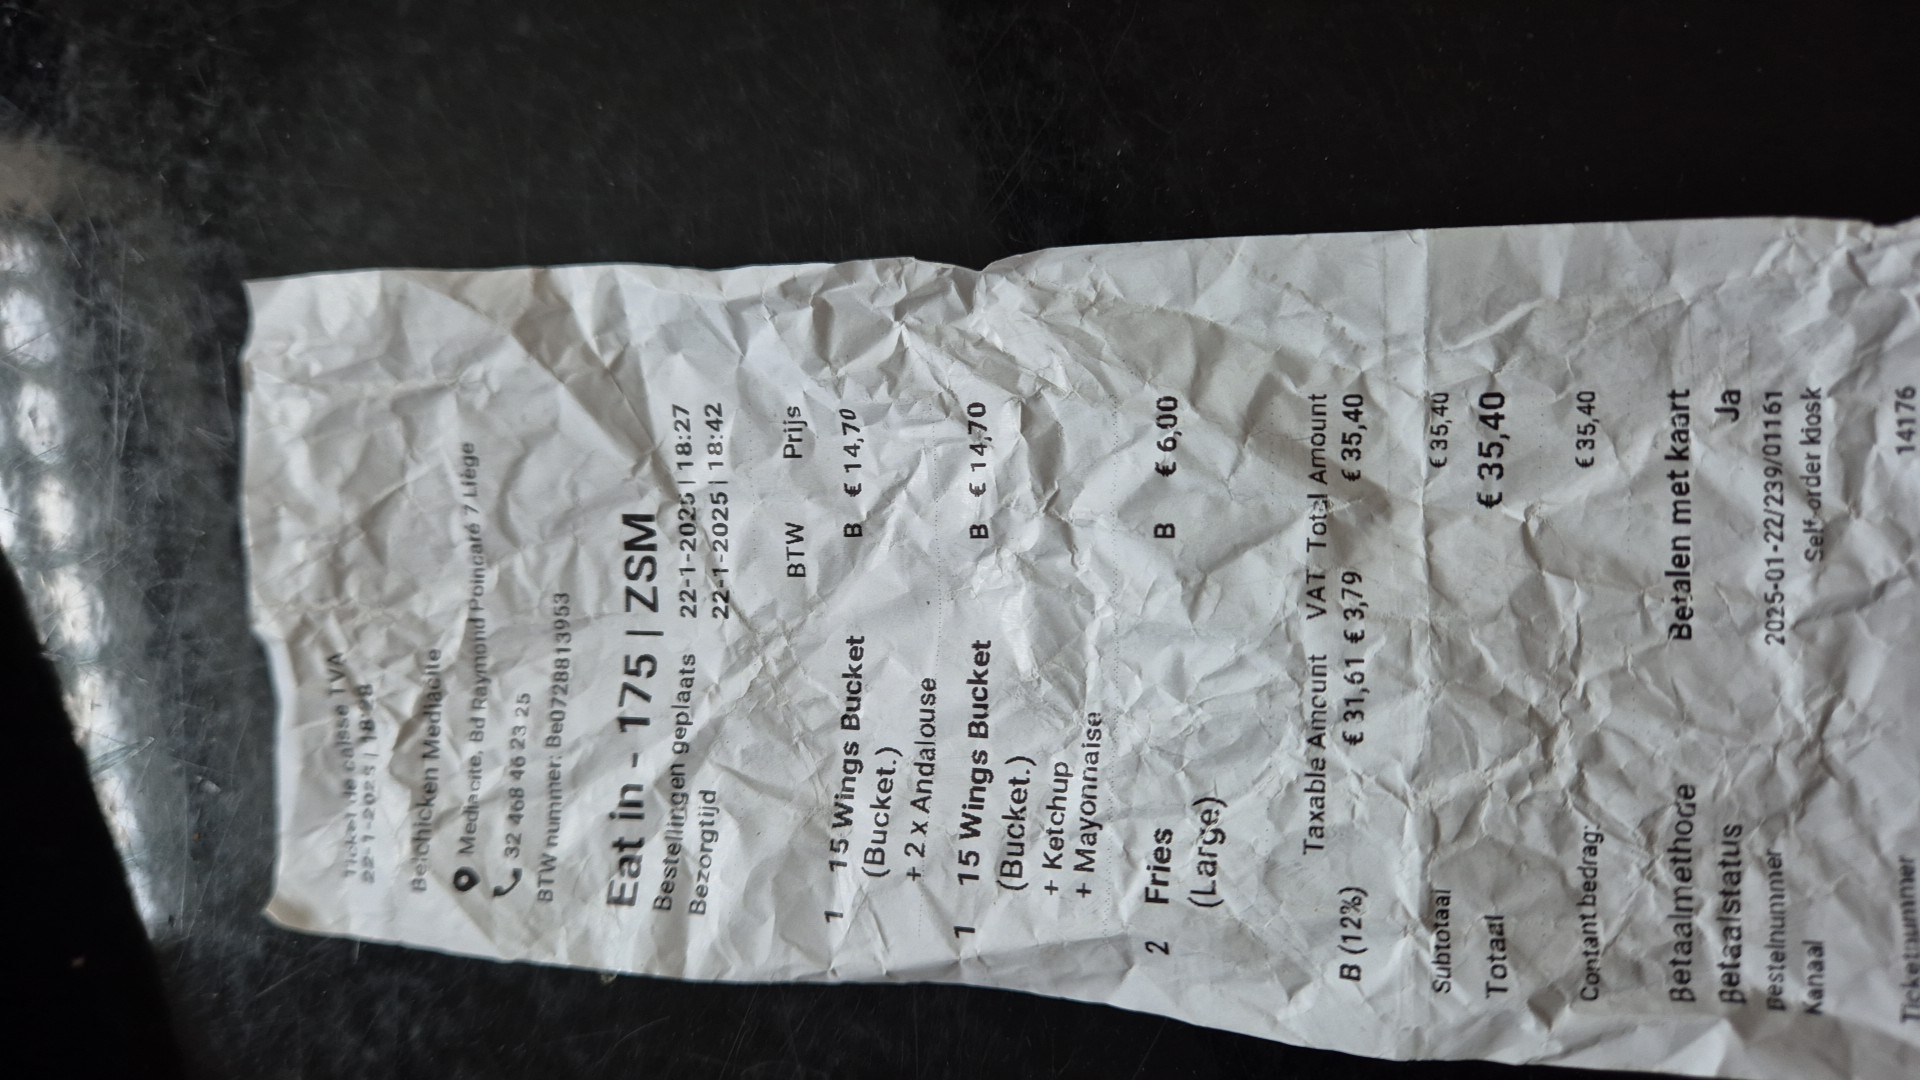 Ticket de caisse TVA
22-1-2025 | 18:28
Belchicken Mediacite
Mediacite, Bd Raymond Poincaré 7 Liège
32 468 46 23 25
BTW nummer: Be0728813953
Eat in - 175 | ZSM
Bestellingen geplaats 22-1-2025 | 18:27
Bezorgtijd 22-1-2025 | 18:42
BTW Prijs
1 15 Wings Bucket B € 14,70
(Bucket.)
+ 2 x Andalouse
1 15 Wings Bucket B € 14,70
(Bucket.)
+ Ketchup
+ Mayonnaise
2 Fries B € 6,00
(Large)
Taxable Amount VAT Total Amount
B (12%) € 31,61 € 3,79 € 35,40
Subtotaal € 35,40
Totaal € 35,40
Contant bedrag: € 35,40
Betaalmethode Betalen met kaart
Betaalstatus Ja
Bestelnummer 2025-01-22/239/01161
Kanaal Self-order kiosk
Ticketnummer 14176